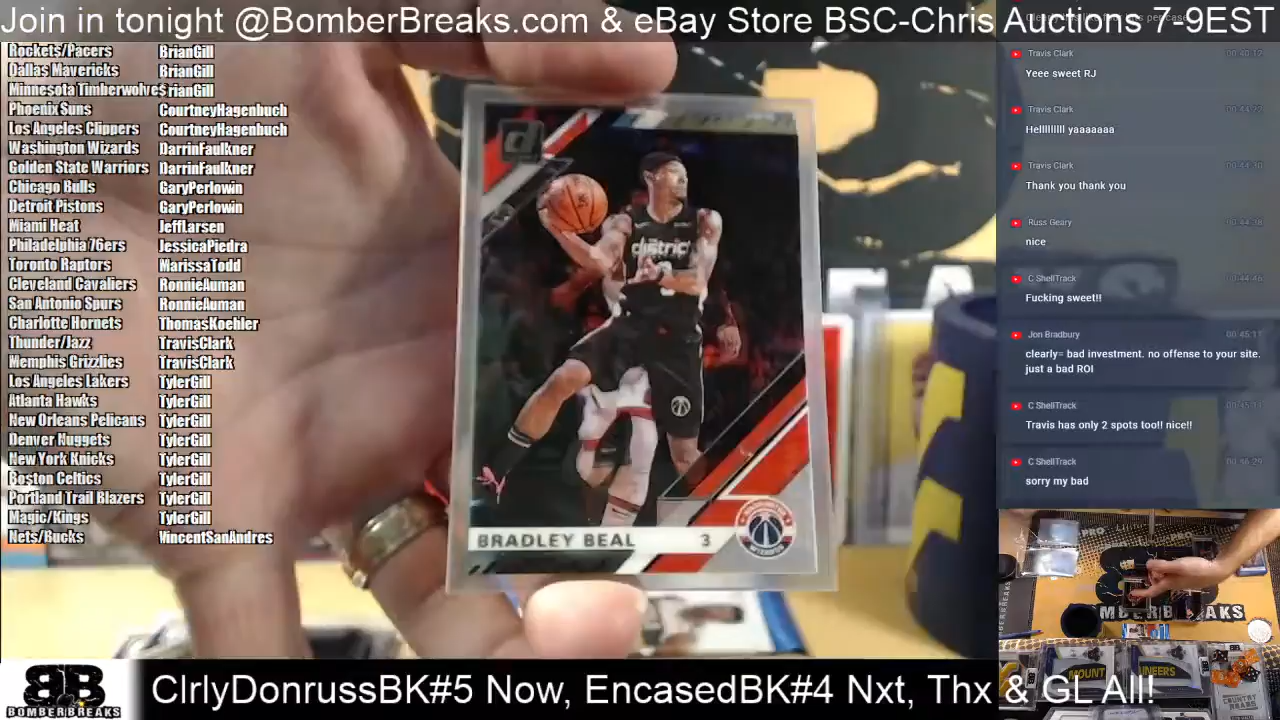 Join in tonight @BomberBreaks.com & eBay Store BSC-Chris Auctions 7-9EST
Rockets/Pacers BrianGill
Dallas Mavericks BrianGill
Minnesota Timberwolves BrianGill
Phoenix Suns CourtneyHagenbuch
Los Angeles Clippers CourtneyHagenbuch
Washington Wizards DarrinFaulkner
Golden State Warriors DarrinFaulkner
Chicago Bulls GaryPerlowin
Detroit Pistons GaryPerlowin
Miami Heat JeffLarsen
Philadelphia 76ers JessicaPiedra
Toronto Raptors MarissaTodd
Cleveland Cavaliers RonnieAuman
San Antonio Spurs RonnieAuman
Charlotte Hornets ThomasKoehler
Thunder/Jazz TravisClark
Memphis Grizzlies TravisClark
Los Angeles Lakers TylerGill
Atlanta Hawks TylerGill
New Orleans Pelicans TylerGill
Denver Nuggets TylerGill
New York Knicks TylerGill
Boston Celtics TylerGill
Portland Trail Blazers TylerGill
Magic/Kings TylerGill
Nets/Bucks VincentSanAndres
district
BRADLEY BEAL 3
Travis Clark
Yeee sweet RJ
Travis Clark
Hellllllllll yaaaaaaa
Travis Clark
Thank you thank you
Russ Geary
nice
C ShellTrack
Fucking sweet!!
Jon Bradbury
clearly= bad investment. no offense to your site.
just a bad ROI
C ShellTrack
Travis has only 2 spots too!! nice!!
C ShellTrack
sorry my bad
MOUNT
BB
BOMBERBREAKS
ClrlyDonrussBK#5 Now, EncasedBK#4 Nxt, Thx & GL All!